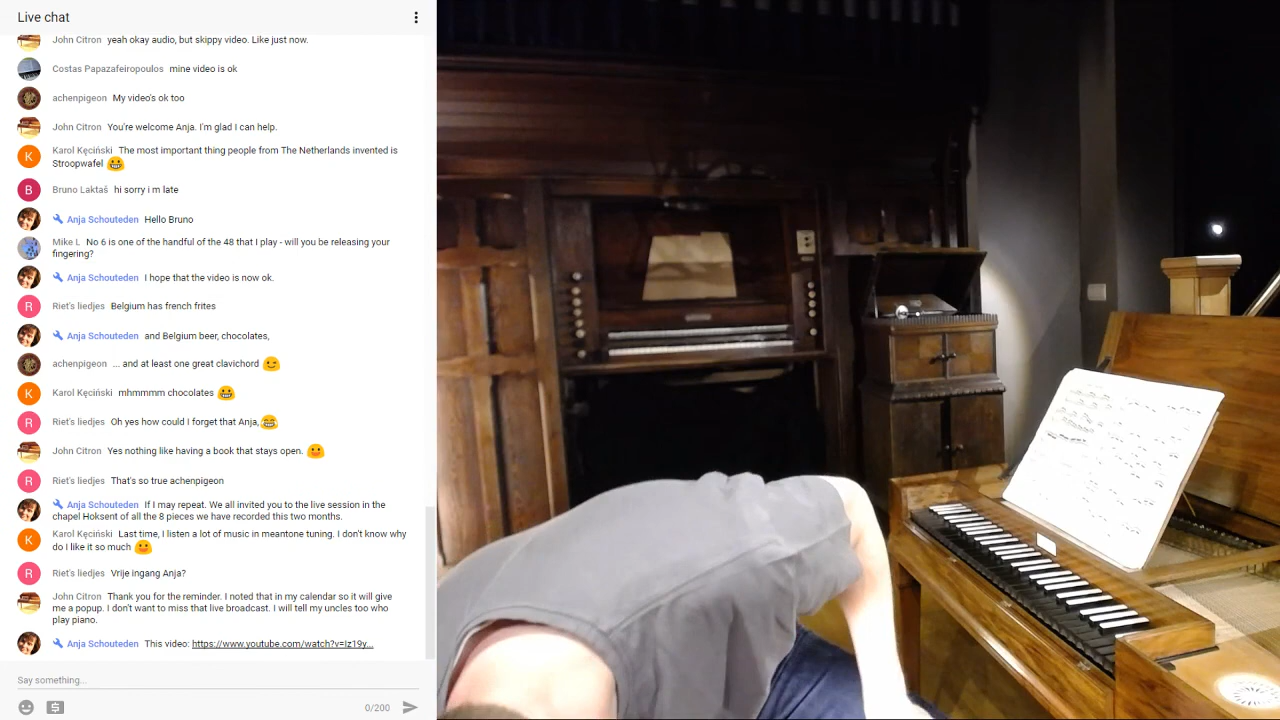 Live chat
John Citron yeah okay audio, but skippy video. Like just now.
Costas Papazafeiropoulos mine video is ok
achenpigeon My video's ok too
John Citron You're welcome Anja. I'm glad I can help.
K Karol Kęciński The most important thing people from The Netherlands invented is
Stroopwafel 😀
B Bruno Laktaš hi sorry i m late
Anja Schouteden Hello Bruno
Mike L No 6 is one of the handful of the 48 that I play - will you be releasing your
fingering?
Anja Schouteden I hope that the video is now ok.
R Riet's liedjes Belgium has french frites
Anja Schouteden and Belgium beer, chocolates,
achenpigeon ... and at least one great clavichord 😉
K Karol Kęciński mhmmmm chocolates 😀
R Riet's liedjes Oh yes how could I forget that Anja,😂
John Citron Yes nothing like having a book that stays open. 😃
R Riet's liedjes That's so true achenpigeon
Anja Schouteden If I may repeat. We all invited you to the live session in the
chapel Hoksent of all the 8 pieces we have recorded this two months.
K Karol Kęciński Last time, I listen a lot of music in meantone tuning. I don't know why
do I like it so much 😃
R Riet's liedjes Vrije ingang Anja?
John Citron Thank you for the reminder. I noted that in my calendar so it will give
me a popup. I don't want to miss that live broadcast. I will tell my uncles too who
play piano.
Anja Schouteden This video: https://www.youtube.com/watch?v=Iz19y...
Say something...
0/200